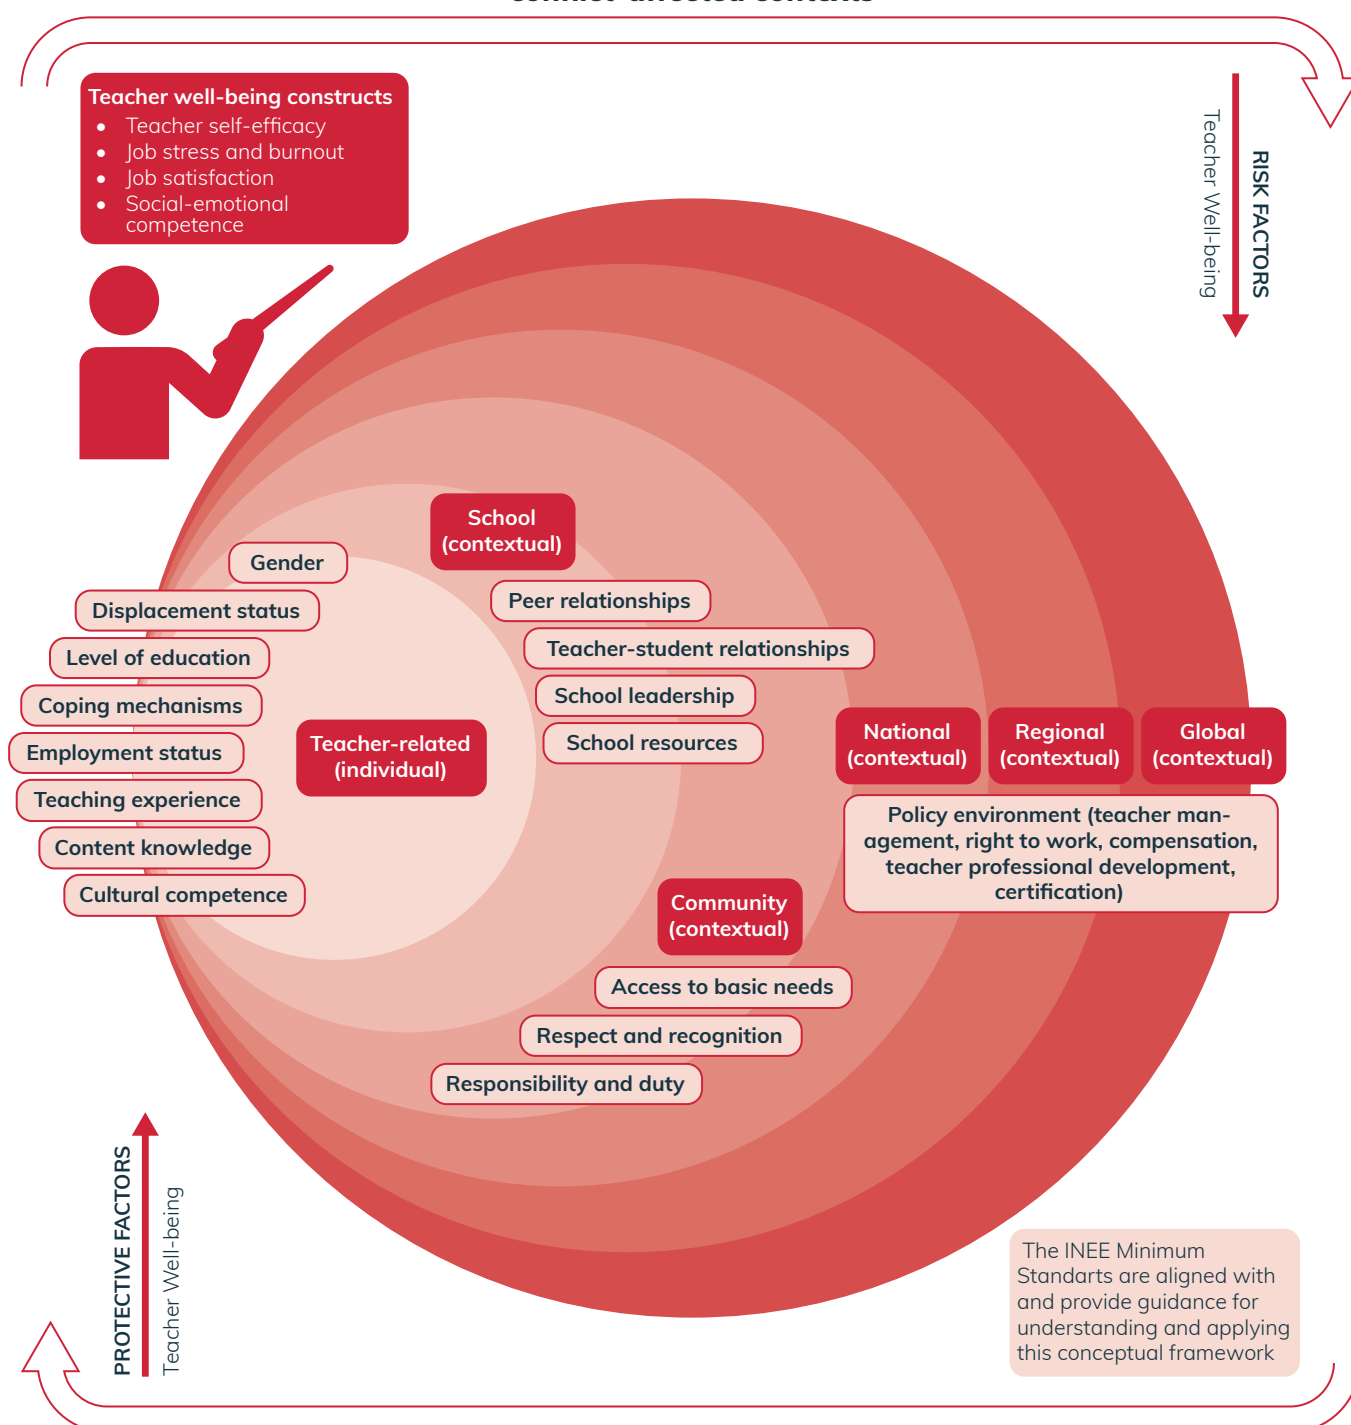 conflict-affected contexts
Teacher well-being constructs
• Teacher self-efficacy
• Job stress and burnout
• Job satisfaction
• Social-emotional
competence
RISK FACTORS
Teacher Well-being
School
(contextual)
Gender
Displacement status
Level of education
Coping mechanisms
Employment status
Teaching experience
Content knowledge
Cultural competence
Teacher-related
(individual)
Peer relationships
Teacher-student relationships
School leadership
School resources
National
(contextual)
Regional
(contextual)
Global
(contextual)
Policy environment (teacher man-
agement, right to work, compensation,
teacher professional development,
certification)
Community
(contextual)
Access to basic needs
Respect and recognition
Responsibility and duty
PROTECTIVE FACTORS
Teacher Well-being
The INEE Minimum
Standarts are aligned with
and provide guidance for
understanding and applying
this conceptual framework